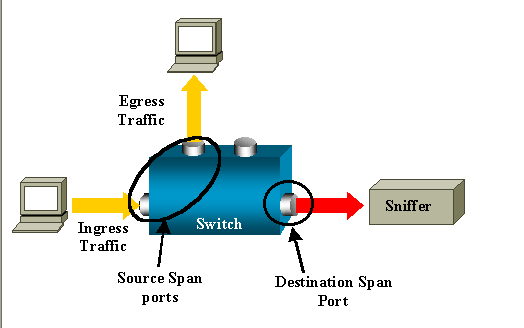 Egress
Traffic
Ingress
Traffic
Switch
Sniffer
Source Span
ports
Destination Span
Port